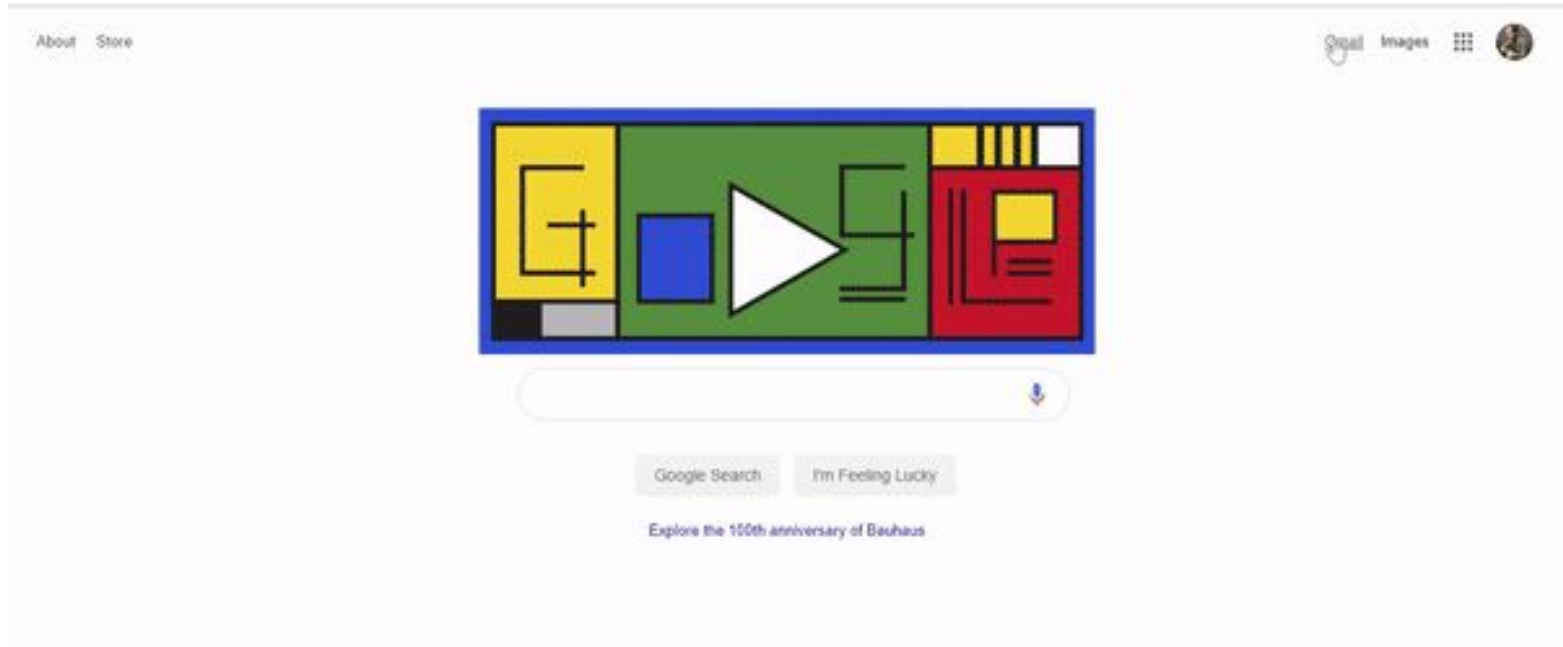 About Store Gmail Images
Google Search I'm Feeling Lucky
Explore the 100th anniversary of Bauhaus